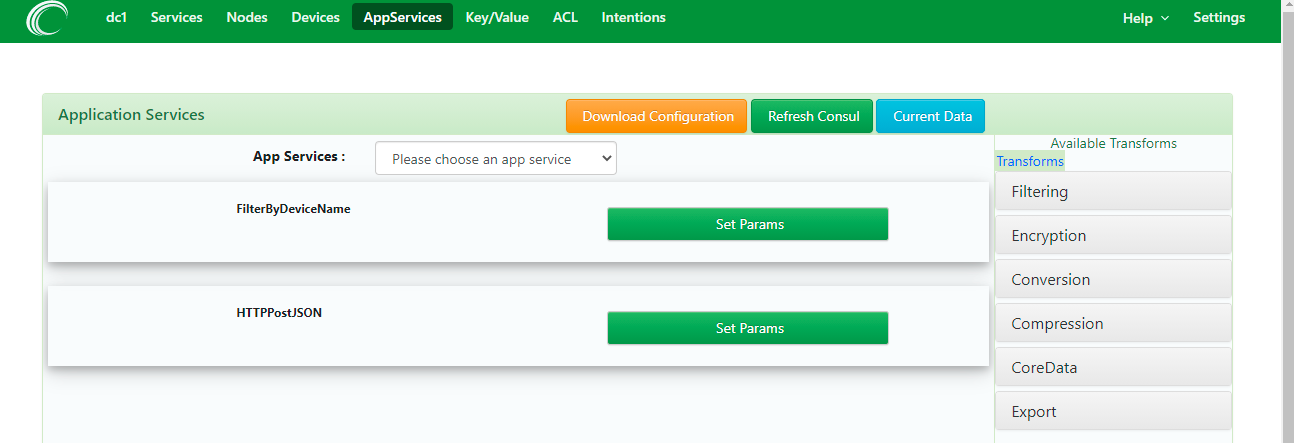 dc1 Services Nodes Devices AppServices Key/Value ACL Intentions Help Settings
Application Services Download Configuration Refresh Consul Current Data
Available Transforms
App Services : Please choose an app service
Transforms
Filtering
FilterByDeviceName Set Params
Encryption
Conversion
HTTPPostJSON Set Params
Compression
CoreData
Export